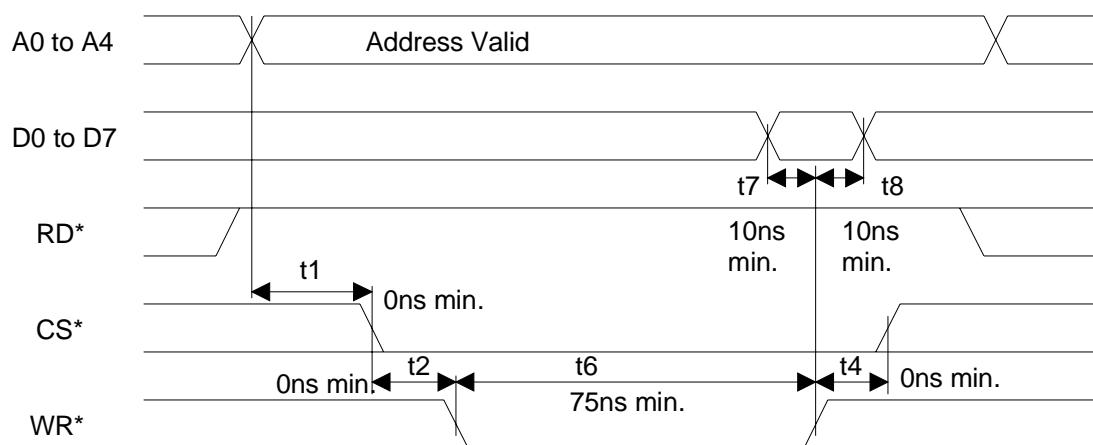 A0 to A4
Address Valid
D0 to D7
t7
t8
RD*
10ns
min.
10ns
min.
t1
0ns min.
CS*
t2
t6
t4
0ns min.
75ns min.
0ns min.
WR*